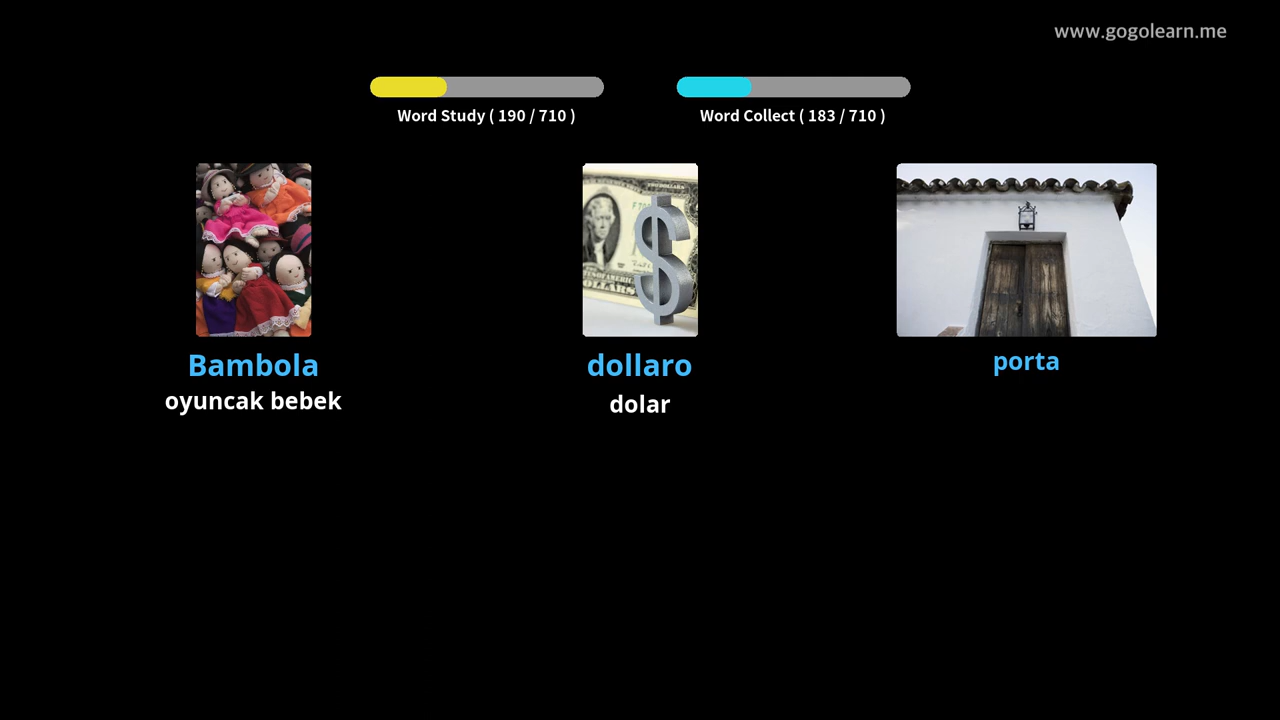 www.gogolearn.me
Word Study ( 190 / 710 )
Word Collect ( 183 / 710 )
Bambola
oyuncak bebek
dollaro
dolar
porta